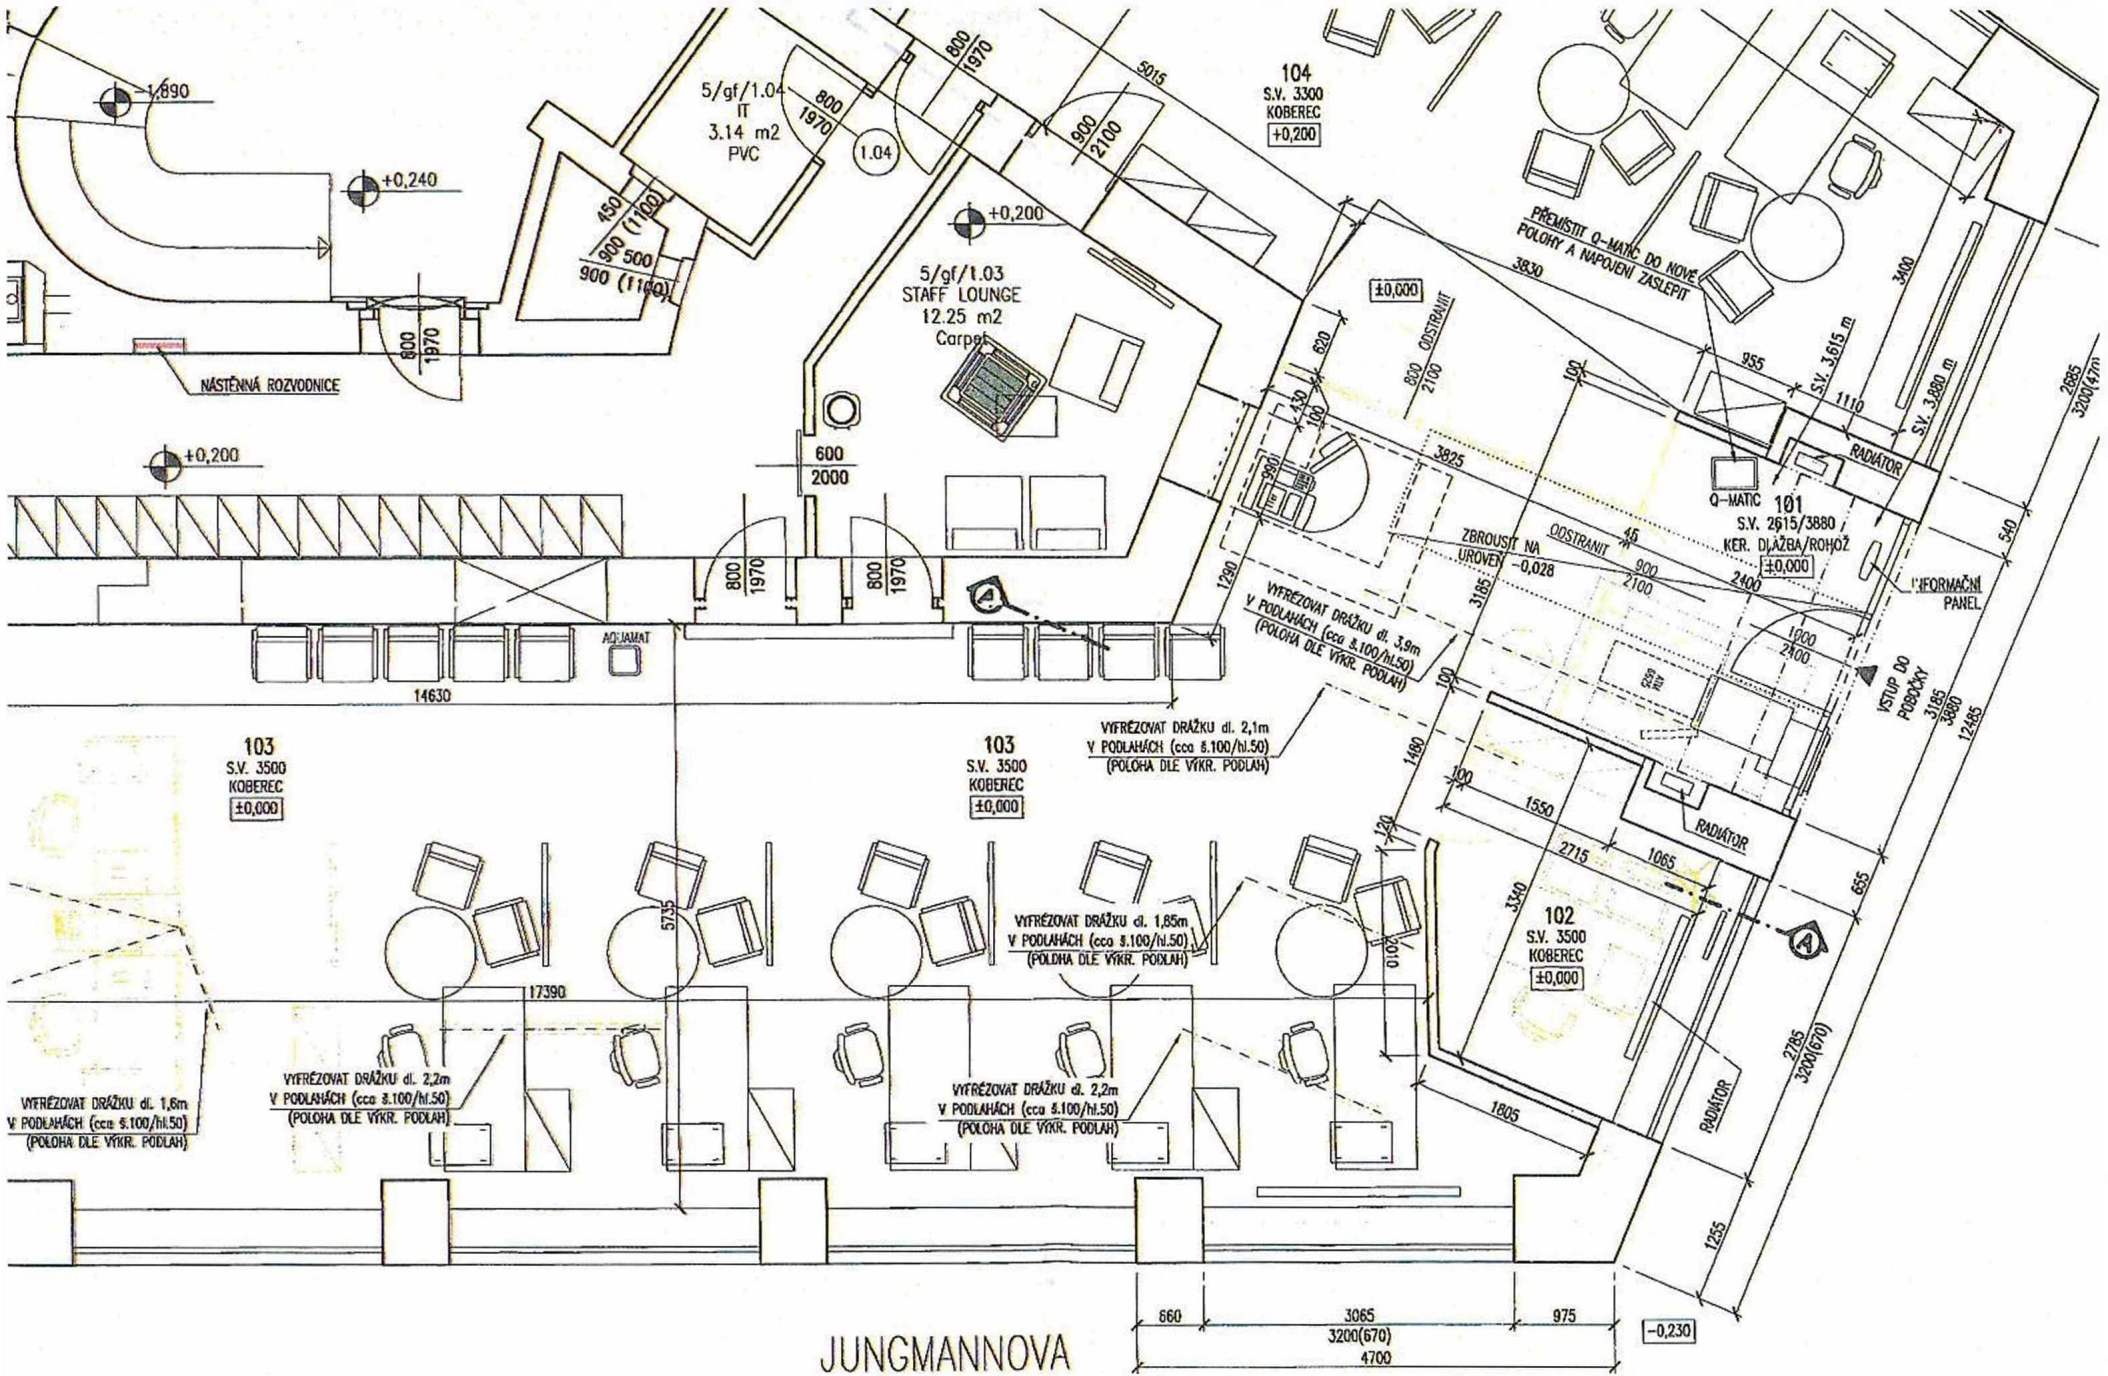 -1,890
+0,240
5/gf/1.04
IT
3.14 m2
PVC
800
1970
1.04
800
1970
450
900 (1100)
500
900 (1100)
900
2100
5015
104
S.V. 3300
KOBEREC
+0,200
+0,200
5/gf/1.03
STAFF LOUNGE
12.25 m2
Carpet
PŘEMÍSTIT Q-MATIC DO NOVÉ
POLOHY A NAPOJENÍ ZASLEPIT
3830
3400
±0,000
800
1970
NÁSTĚNNÁ ROZVODNICE
620
800 ODSTRANIT
2100
100
955
S.V. 3,615 m
1110
S.V. 3,880 m
2685
3200(470)
430
100
990
3825
RADIÁTOR
+0,200
600
2000
Q-MATIC
101
S.V. 2615/3880
KER. DLAŽBA/ROHOŽ
±0,000
540
ZBROUSIT NA
ÚROVEŇ -0,028
ODSTRANIT
45
900
2100
2400
800
1970
800
1970
A
1290
3185
INFORMAČNÍ
PANEL
VYFRÉZOVAT DRÁŽKU dl. 3,9m
V PODLAHÁCH (cca š.100/hl.50)
(POLOHA DLE VÝKR. PODLAH)
1000
2400
AQUAMAT
VSTUP DO
POBOČKY
3185
3880
12485
14630
100
103
S.V. 3500
KOBEREC
±0,000
103
S.V. 3500
KOBEREC
±0,000
VYFRÉZOVAT DRÁŽKU dl. 2,1m
V PODLAHÁCH (cca š.100/hl.50)
(POLOHA DLE VÝKR. PODLAH)
1480
100
1550
120
2715
1065
RADIÁTOR
655
5735
VYFRÉZOVAT DRÁŽKU dl. 1,85m
V PODLAHÁCH (cca š.100/hl.50)
(POLOHA DLE VÝKR. PODLAH)
2010
3340
102
S.V. 3500
KOBEREC
±0,000
A
17390
2785
3200(670)
VYFRÉZOVAT DRÁŽKU dl. 1,6m
V PODLAHÁCH (cca š.100/hl.50)
(POLOHA DLE VÝKR. PODLAH)
VYFRÉZOVAT DRÁŽKU dl. 2,2m
V PODLAHÁCH (cca š.100/hl.50)
(POLOHA DLE VÝKR. PODLAH)
VYFRÉZOVAT DRÁŽKU dl. 2,2m
V PODLAHÁCH (cca š.100/hl.50)
(POLOHA DLE VÝKR. PODLAH)
1805
RADIÁTOR
1255
660
3065
975
3200(670)
4700
-0,230
JUNGMANNOVA